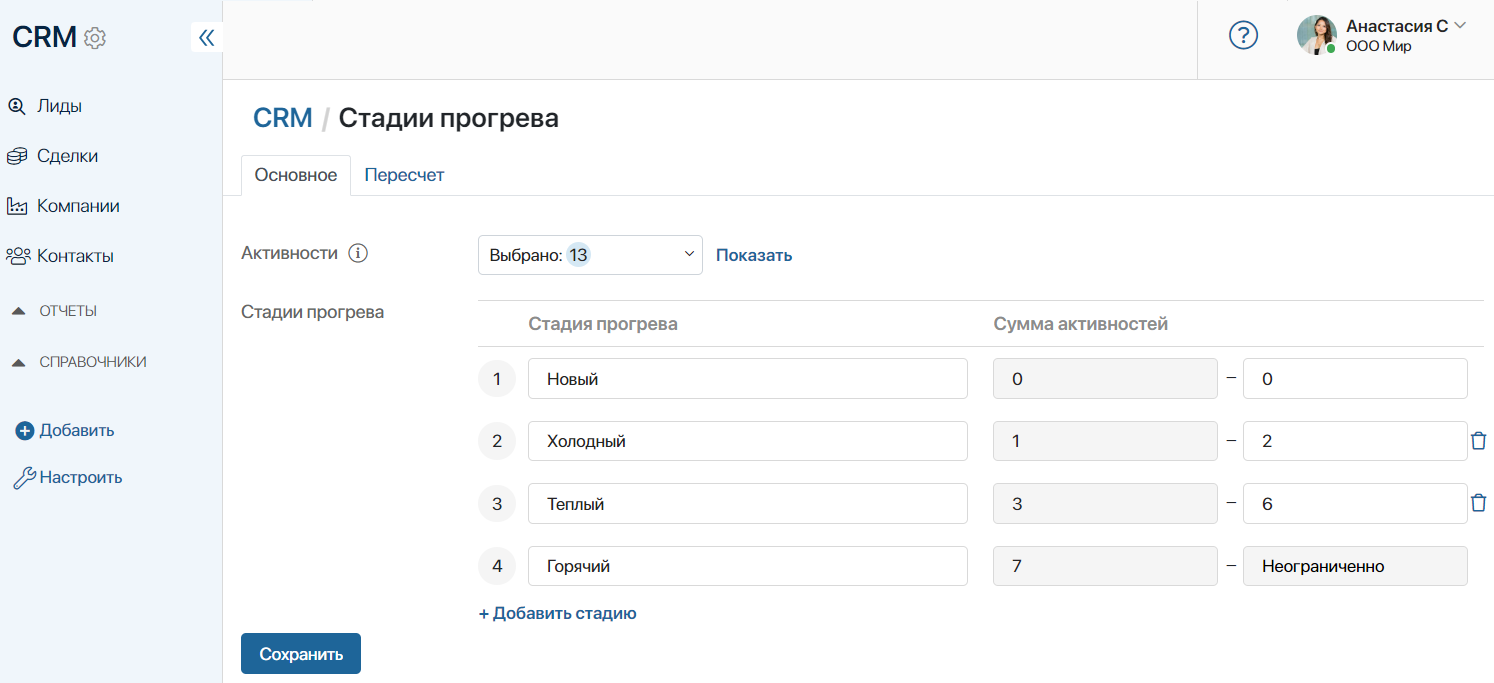 CRM
Анастасия С
ООО Мир
Лиды
Сделки
Компании
Контакты
ОТЧЕТЫ
СПРАВОЧНИКИ
Добавить
Настроить
CRM / Стадии прогрева
Основное Пересчет
Активности Выбрано: 13 Показать
Стадии прогрева
Стадия прогрева Сумма активностей
1 Новый 0 – 0
2 Холодный 1 – 2
3 Теплый 3 – 6
4 Горячий 7 – Неограниченно
+ Добавить стадию
Сохранить